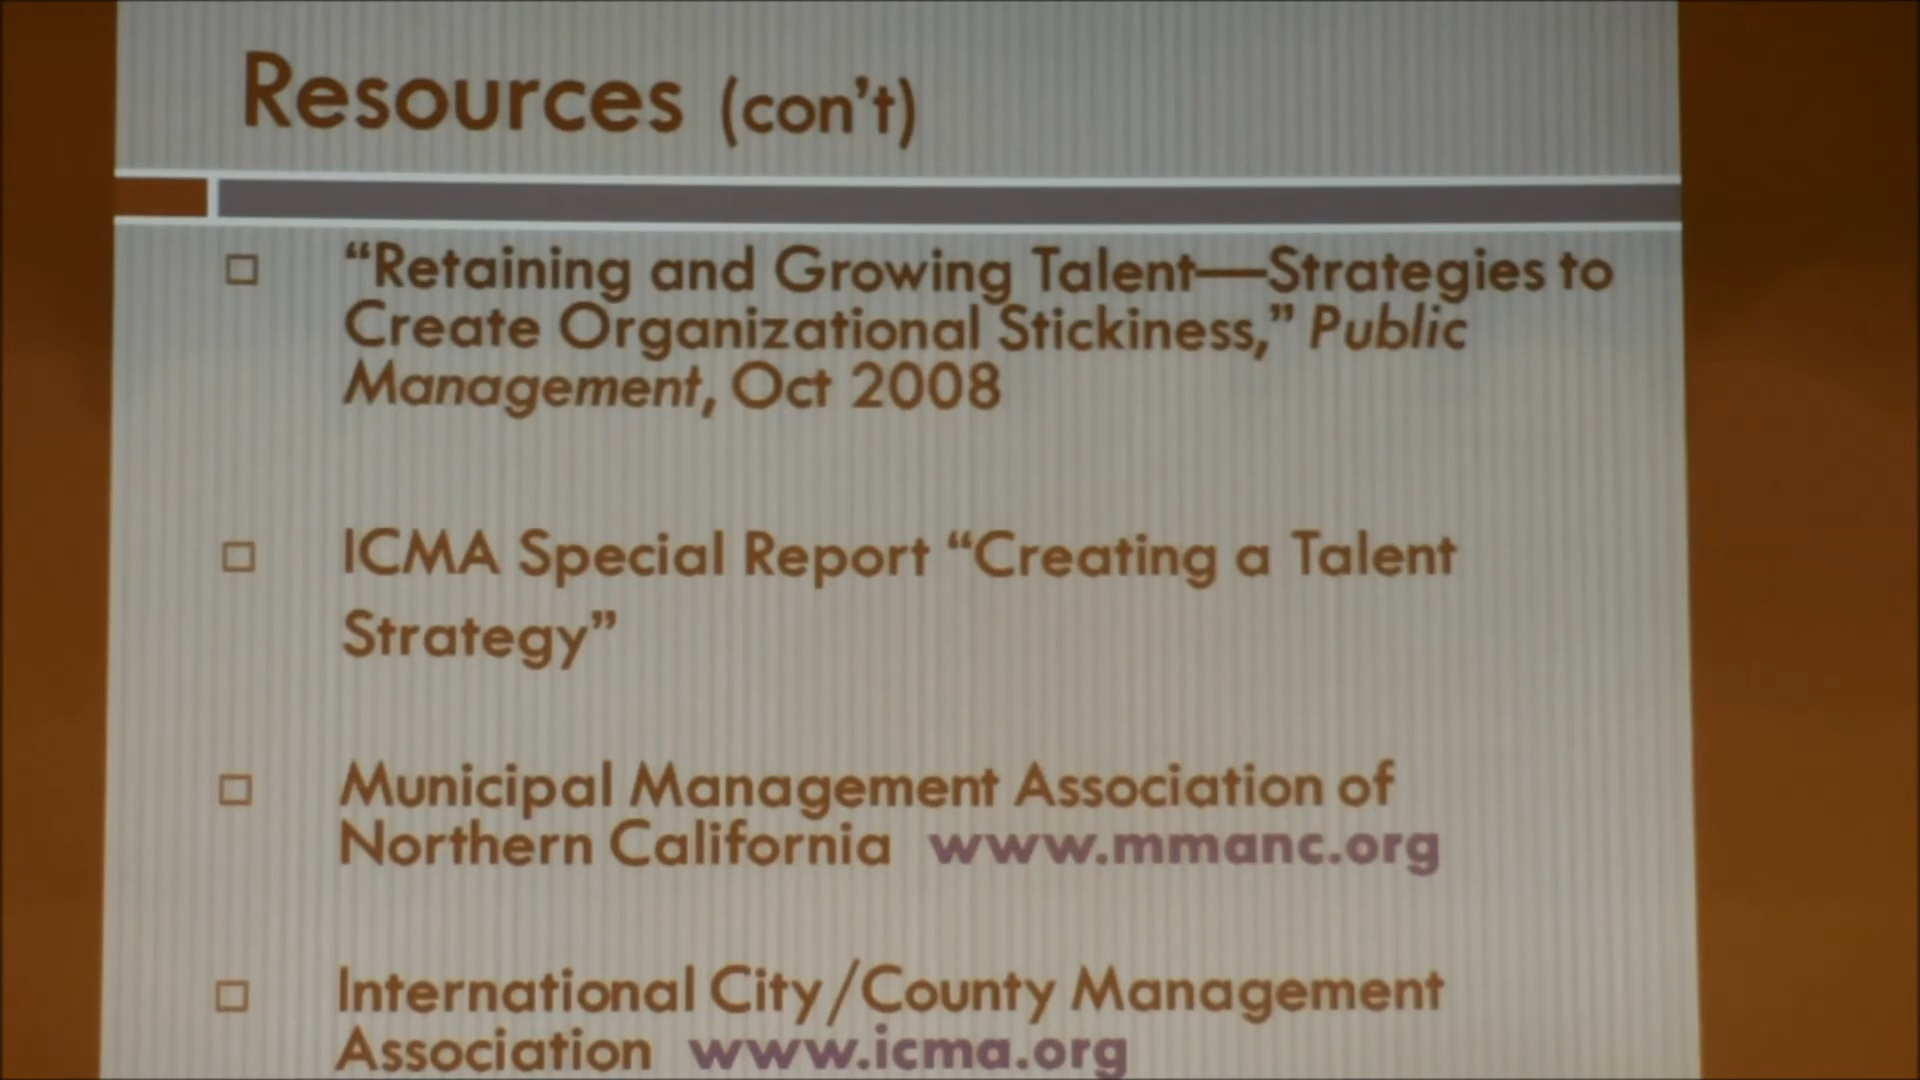 Resources (con’t)
“Retaining and Growing Talent—Strategies to
Create Organizational Stickiness,” Public
Management, Oct 2008
ICMA Special Report “Creating a Talent
Strategy”
Municipal Management Association of
Northern California www.mmanc.org
International City/County Management
Association www.icma.org